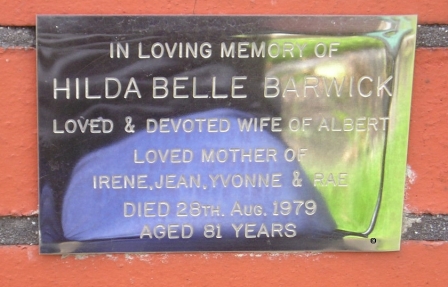 IN LOVING MEMORY OF
HILDA BELLE BARWICK
LOVED & DEVOTED WIFE OF ALBERT
LOVED MOTHER OF
IRENE, JEAN, YVONNE & RAE
DIED 28TH. AUG. 1979
AGED 81 YEARS